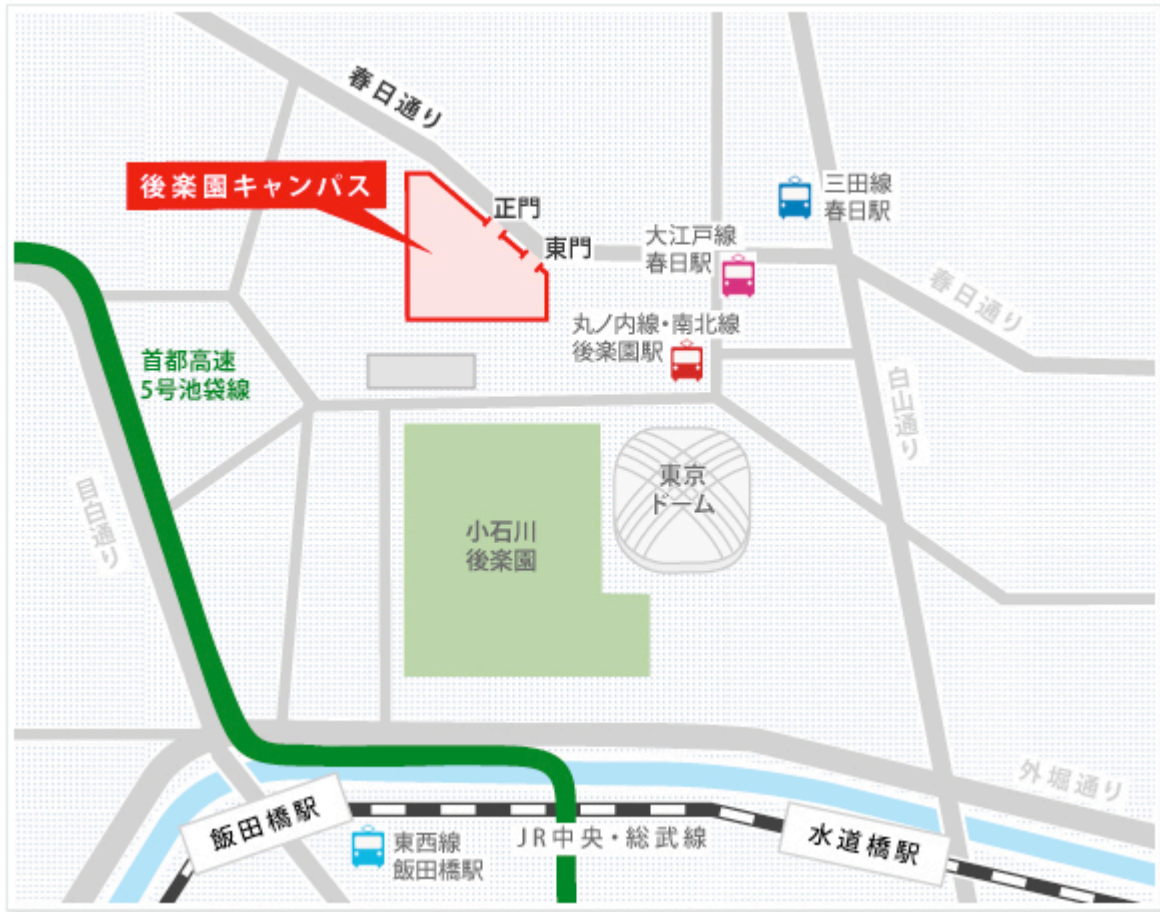 春日通り
後楽園キャンパス
正門
東門
三田線
春日駅
大江戸線
春日駅
丸ノ内線・南北線
後楽園駅
春日通り
首都高速
5号池袋線
白山通り
目白通り
東京
ドーム
小石川
後楽園
外堀通り
飯田橋駅
東西線
飯田橋駅
JR中央・総武線
水道橋駅